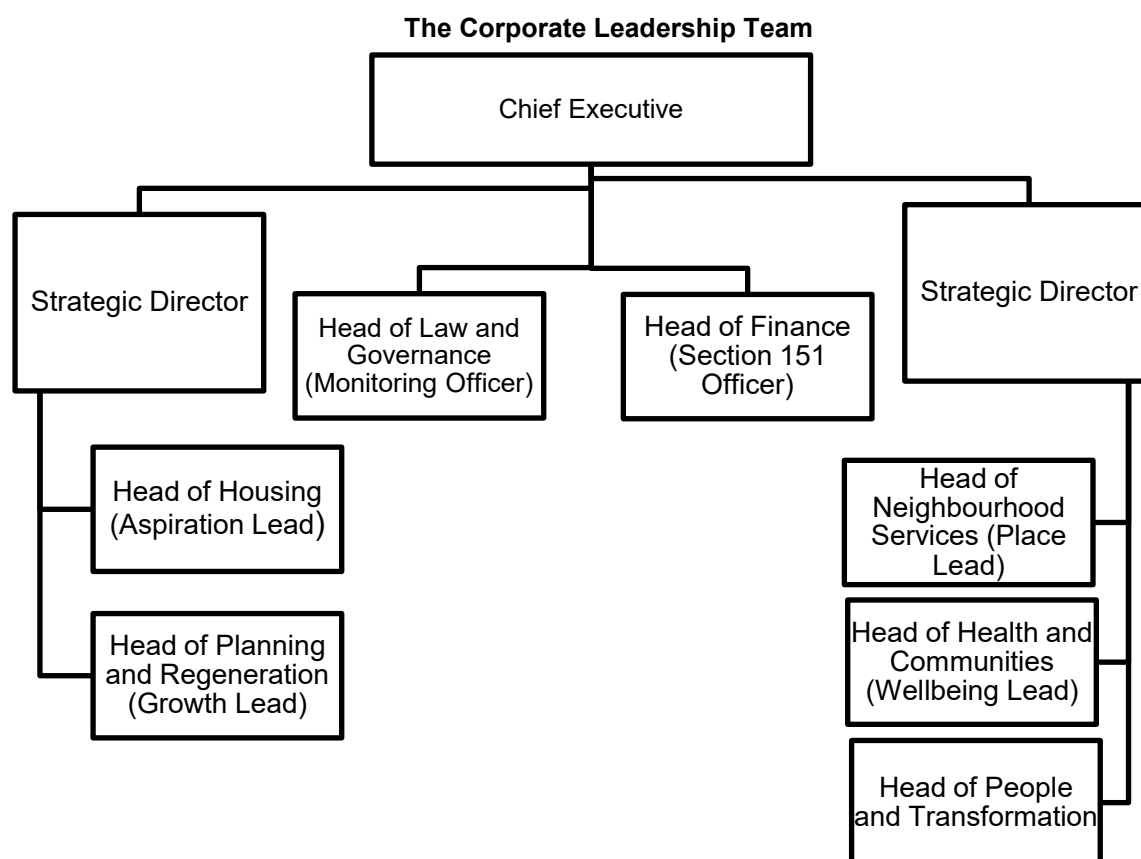 The Corporate Leadership Team
Chief Executive
Strategic Director
Strategic Director
Head of Law and
Governance
(Monitoring Officer)
Head of Finance
(Section 151
Officer)
Head of Housing
(Aspiration Lead)
Head of Planning
and Regeneration
(Growth Lead)
Head of
Neighbourhood
Services (Place
Lead)
Head of Health and
Communities
(Wellbeing Lead)
Head of People
and Transformation